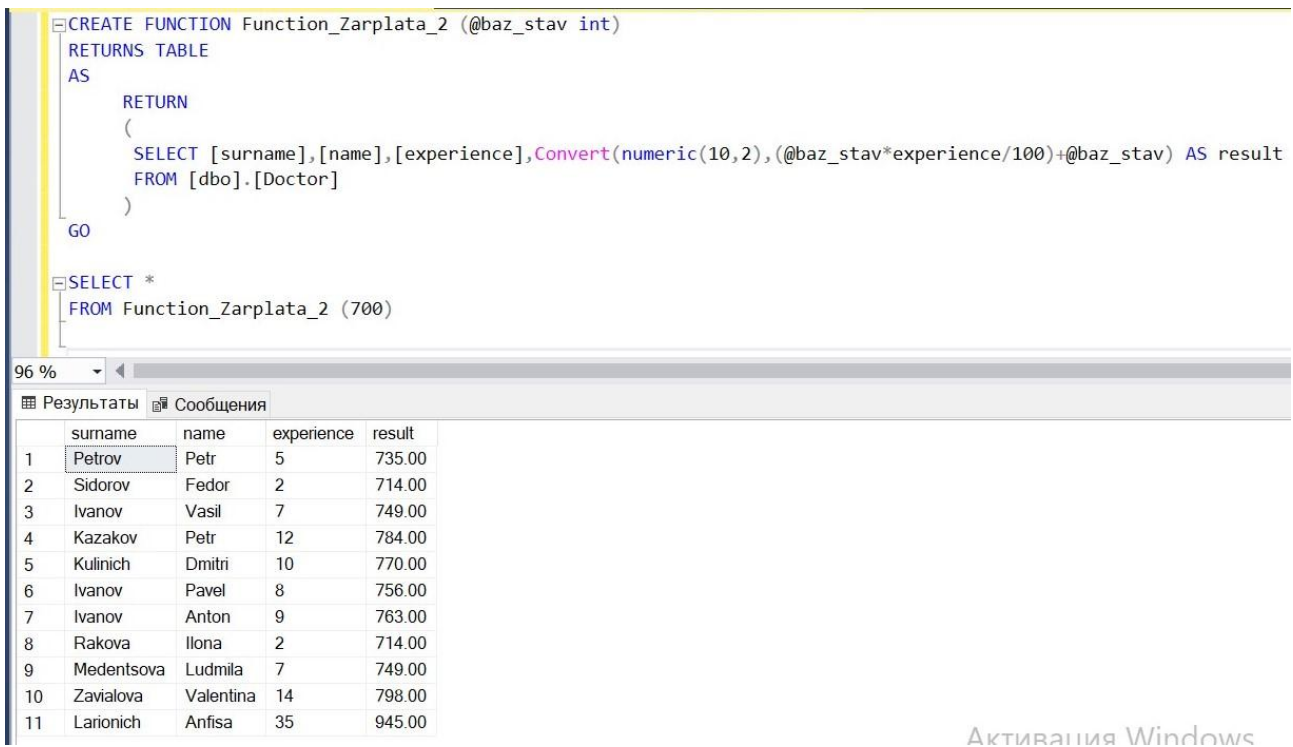 CREATE FUNCTION Function_Zarplata_2 (@baz_stav int)
RETURNS TABLE
AS
RETURN
(
SELECT [surname],[name],[experience],Convert(numeric(10,2),(@baz_stav*experience/100)+@baz_stav) AS result
FROM [dbo].[Doctor]
)
GO
SELECT *
FROM Function_Zarplata_2 (700)
96 %
Результаты Сообщения
surname name experience result
1 Petrov Petr 5 735.00
2 Sidorov Fedor 2 714.00
3 Ivanov Vasil 7 749.00
4 Kazakov Petr 12 784.00
5 Kulinich Dmitri 10 770.00
6 Ivanov Pavel 8 756.00
7 Ivanov Anton 9 763.00
8 Rakova Ilona 2 714.00
9 Medentsova Ludmila 7 749.00
10 Zavialova Valentina 14 798.00
11 Larionich Anfisa 35 945.00
Активация Windows